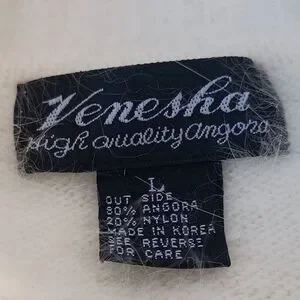 Venesha
High Quality Angora
L
OUT SIDE
80% ANGORA
20% NYLON
MADE IN KOREA
SEE REVERSE
FOR CARE